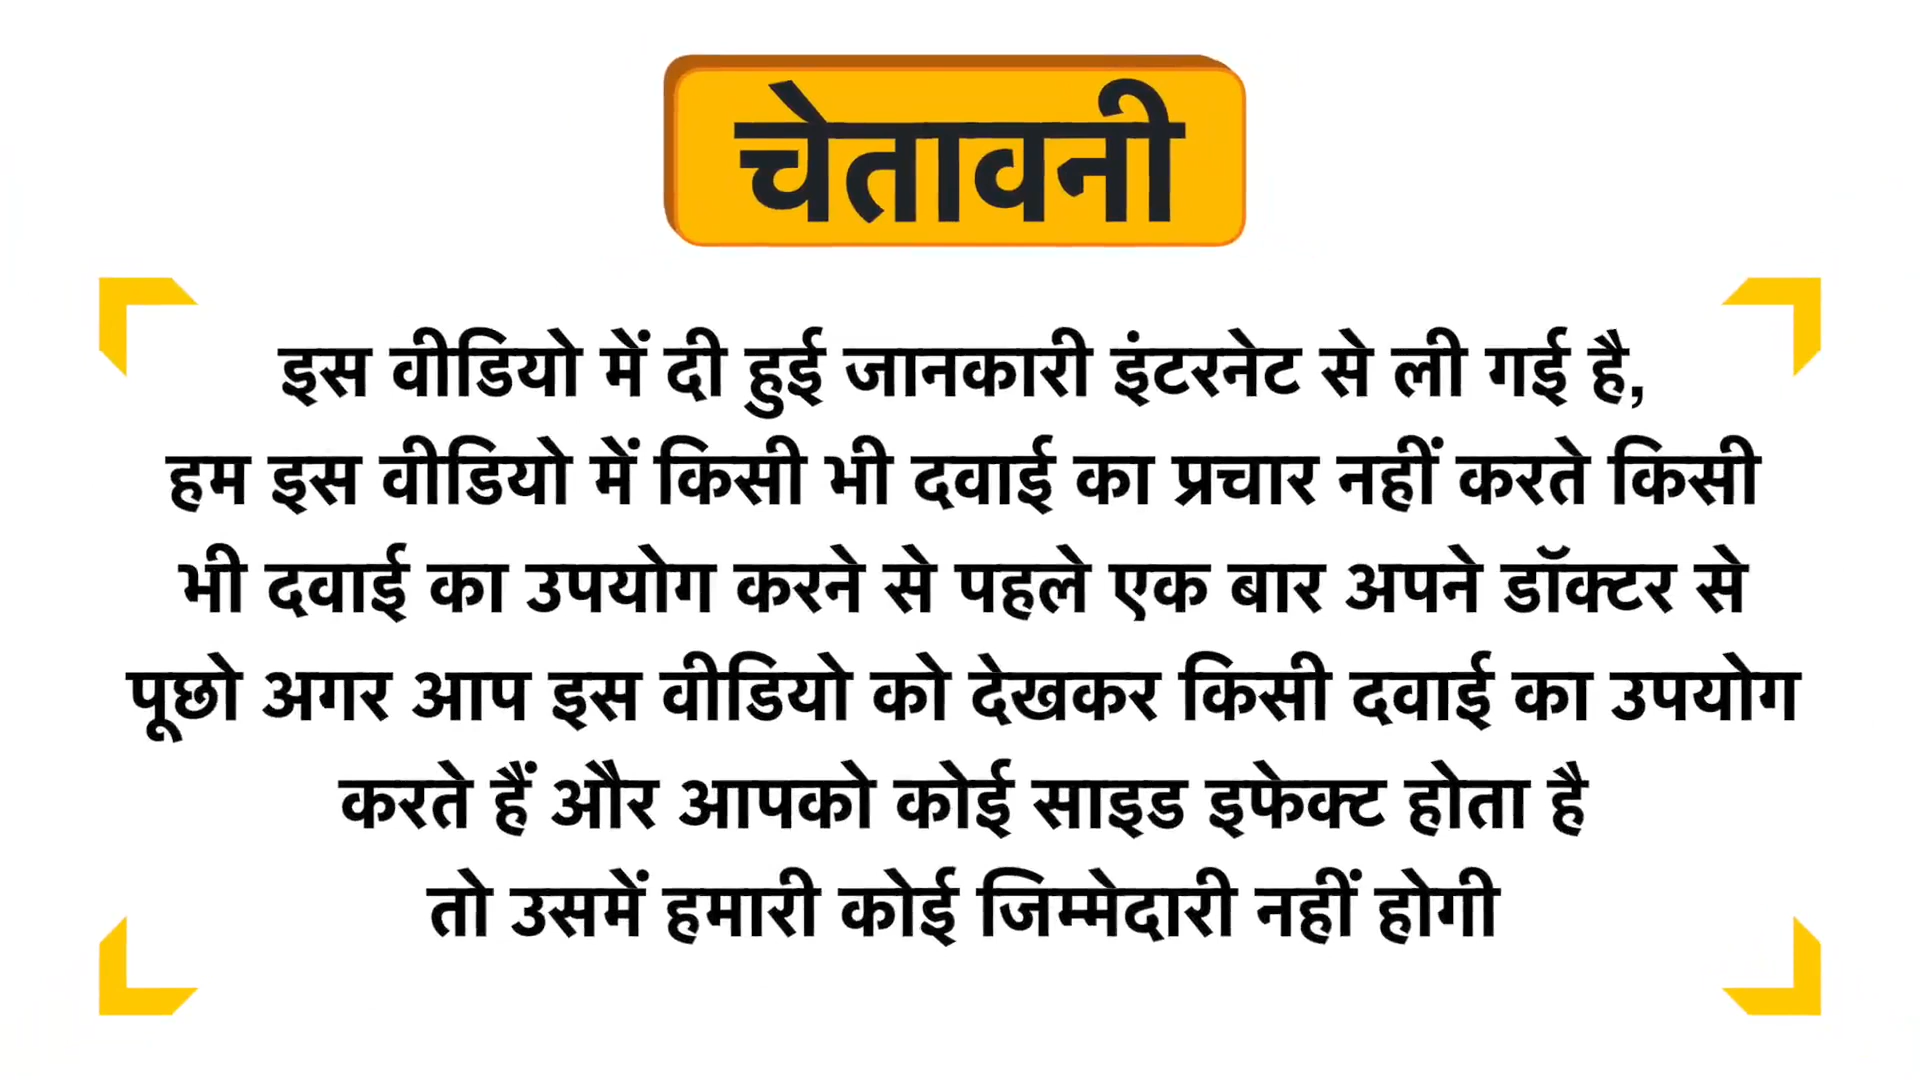 चेतावनी
इस वीडियो में दी हुई जानकारी इंटरनेट से ली गई है,
हम इस वीडियो में किसी भी दवाई का प्रचार नहीं करते किसी
भी दवाई का उपयोग करने से पहले एक बार अपने डॉक्टर से
पूछो अगर आप इस वीडियो को देखकर किसी दवाई का उपयोग
करते हैं और आपको कोई साइड इफेक्ट होता है
तो उसमें हमारी कोई जिम्मेदारी नहीं होगी